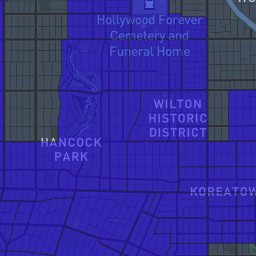 Hollywood Forever
Cemetery and
Funeral Home
WILTON
HISTORIC
DISTRICT
HANCOCK
PARK
KOREATOW